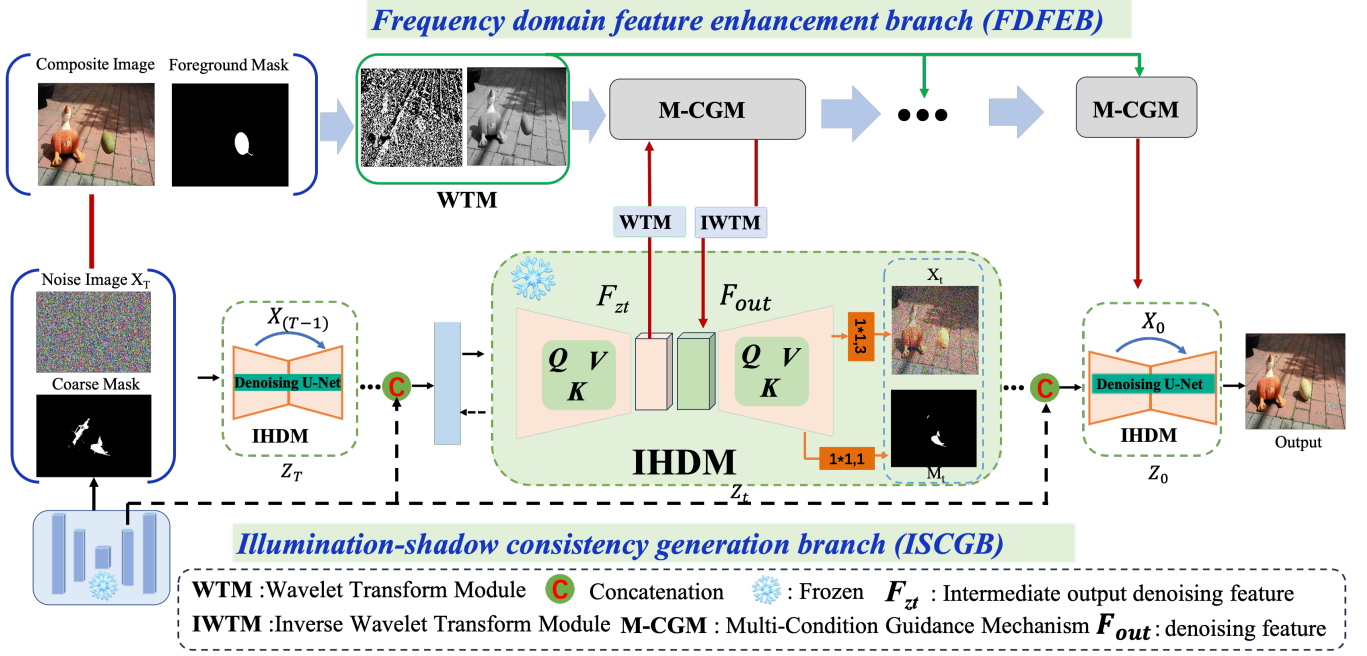 Frequency domain feature enhancement branch (FDFEB)
Composite Image
Foreground Mask
M-CGM
M-CGM
WTM
WTM
IWTM
Noise Image X_T
Coarse Mask
X_(T−1)
Denoising U-Net
IHDM
Z_T
C
F_zt
F_out
Q V
K
Q V
K
1*1,3
1*1,1
X_t
M_t
IHDM
Z_t
C
X_0
Denoising U-Net
IHDM
Z_0
Output
Illumination-shadow consistency generation branch (ISCGB)
WTM :Wavelet Transform Module C Concatenation : Frozen F_zt : Intermediate output denoising feature
IWTM :Inverse Wavelet Transform Module M-CGM : Multi-Condition Guidance Mechanism F_out : denoising feature